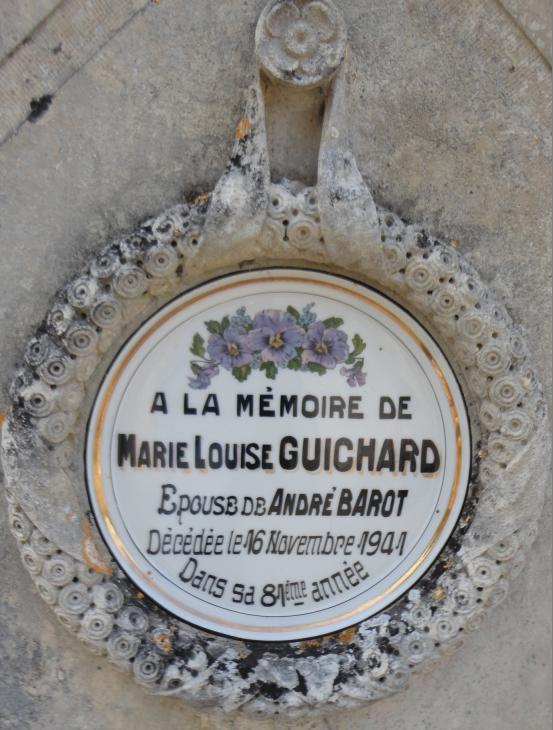 A LA MÉMOIRE DE
MARIE LOUISE GUICHARD
EPOUSE DE ANDRÉ BAROT
Décédée le 16 Novembre 1941
Dans sa 81ème année